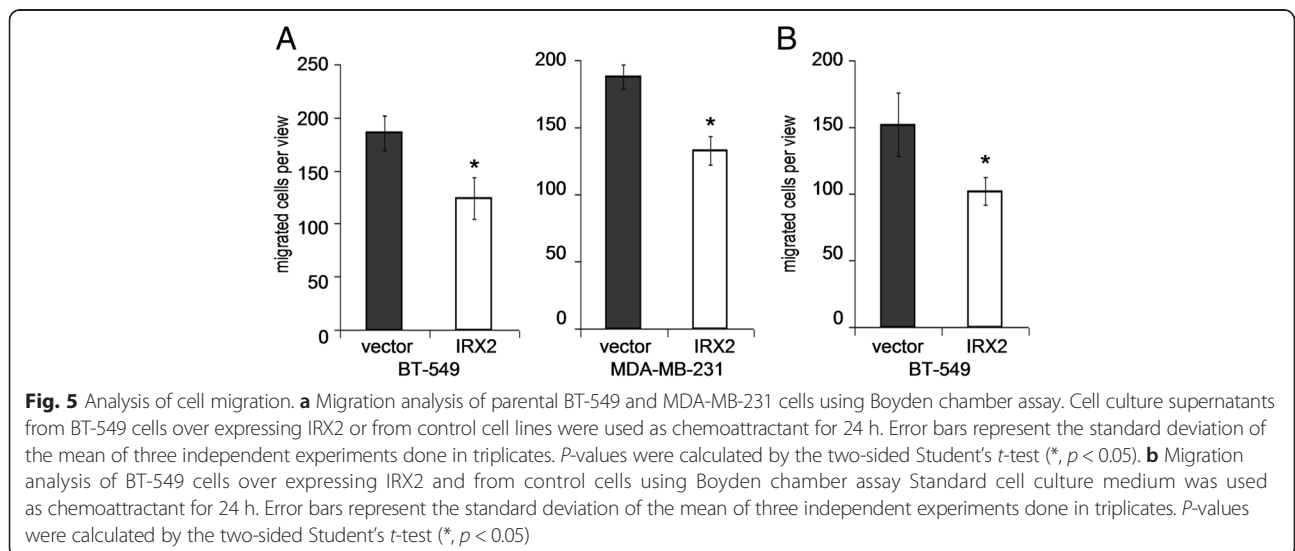 A
B
250
200
150
100
50
0
migrated cells per view
*
vector IRX2
BT-549
200
150
100
50
0
*
vector IRX2
MDA-MB-231
200
150
100
50
0
migrated cells per view
*
vector IRX2
BT-549
Fig. 5 Analysis of cell migration. a Migration analysis of parental BT-549 and MDA-MB-231 cells using Boyden chamber assay. Cell culture supernatants
from BT-549 cells over expressing IRX2 or from control cell lines were used as chemoattractant for 24 h. Error bars represent the standard deviation of
the mean of three independent experiments done in triplicates. P-values were calculated by the two-sided Student's t-test (*, p < 0.05). b Migration
analysis of BT-549 cells over expressing IRX2 and from control cells using Boyden chamber assay Standard cell culture medium was used
as chemoattractant for 24 h. Error bars represent the standard deviation of the mean of three independent experiments done in triplicates. P-values
were calculated by the two-sided Student's t-test (*, p < 0.05)